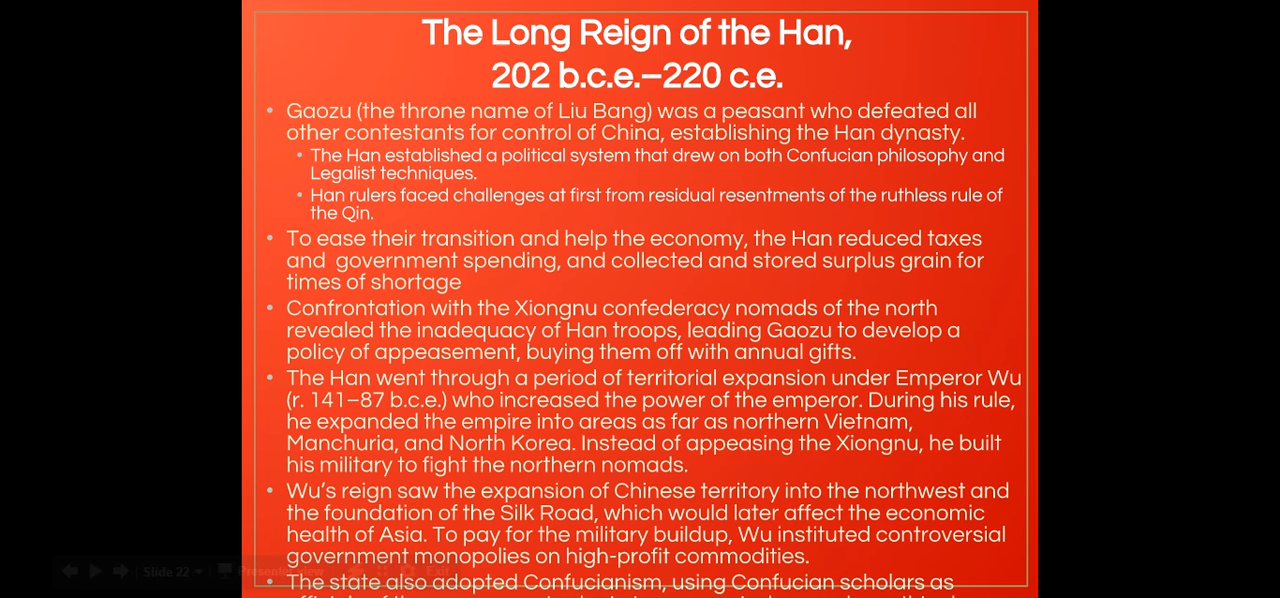 The Long Reign of the Han,
202 b.c.e.–220 c.e.
• Gaozu (the throne name of Liu Bang) was a peasant who defeated all
other contestants for control of China, establishing the Han dynasty.
• The Han established a political system that drew on both Confucian philosophy and
Legalist techniques.
• Han rulers faced challenges at first from residual resentments of the ruthless rule of
the Qin.
• To ease their transition and help the economy, the Han reduced taxes
and  government spending, and collected and stored surplus grain for
times of shortage
• Confrontation with the Xiongnu confederacy nomads of the north
revealed the inadequacy of Han troops, leading Gaozu to develop a
policy of appeasement, buying them off with annual gifts.
• The Han went through a period of territorial expansion under Emperor Wu
(r. 141–87 b.c.e.) who increased the power of the emperor. During his rule,
he expanded the empire into areas as far as northern Vietnam,
Manchuria, and North Korea. Instead of appeasing the Xiongnu, he built
his military to fight the northern nomads.
• Wu's reign saw the expansion of Chinese territory into the northwest and
the foundation of the Silk Road, which would later affect the economic
health of Asia. To pay for the military buildup, Wu instituted controversial
government monopolies on high-profit commodities.
Slide 22 Presenter view Exit
• The state also adopted Confucianism, using Confucian scholars as